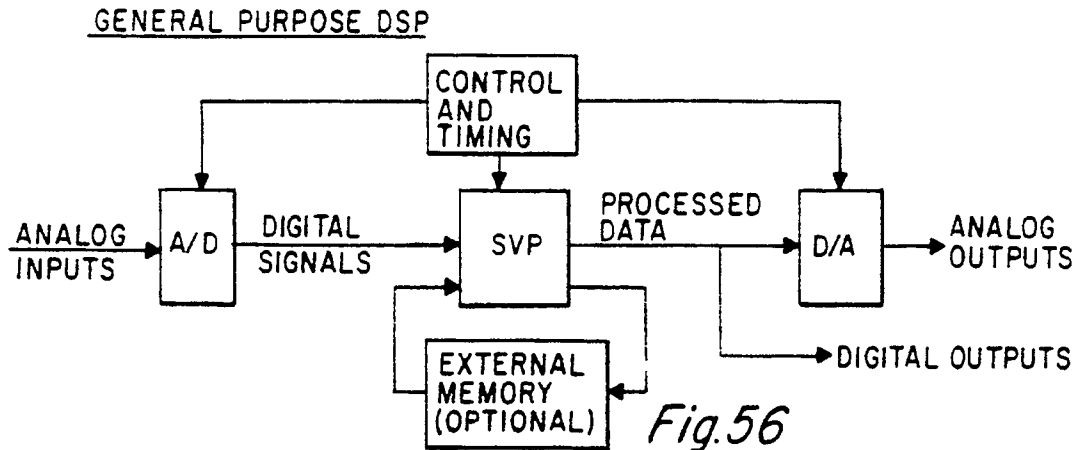 GENERAL PURPOSE DSP
CONTROL
AND
TIMING
ANALOG
INPUTS
A/D
DIGITAL
SIGNALS
SVP
PROCESSED
DATA
D/A
ANALOG
OUTPUTS
DIGITAL OUTPUTS
EXTERNAL
MEMORY
(OPTIONAL)
Fig.56